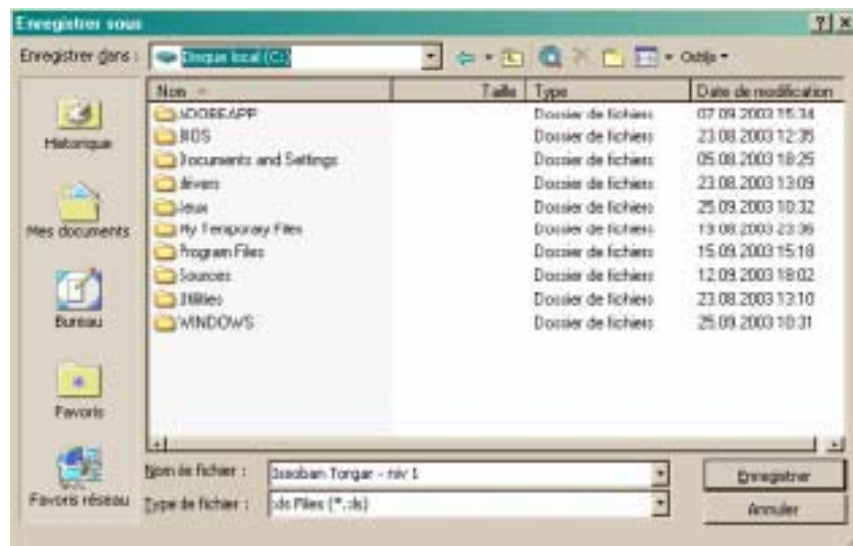 Enregistrer sous
Enregistrer dans : Disque local (C:) Outils
Nom Taille Type Date de modification
ADOBEAPP Dossier de fichiers 07.09.2003 15:34
BIOS Dossier de fichiers 23.08.2003 12:35
Documents and Settings Dossier de fichiers 05.08.2003 18:25
drivers Dossier de fichiers 23.08.2003 13:09
Jeux Dossier de fichiers 25.09.2003 10:32
My Temporary Files Dossier de fichiers 19.08.2003 23:36
Program Files Dossier de fichiers 15.09.2003 15:18
Sources Dossier de fichiers 12.09.2003 18:02
Utilities Dossier de fichiers 23.08.2003 13:10
WINDOWS Dossier de fichiers 25.09.2003 10:31
Historique
Mes documents
Bureau
Favoris
Favoris réseau
Nom de fichier : Torgar - niv 1
Enregistrer
Type de fichier : Files
Annuler